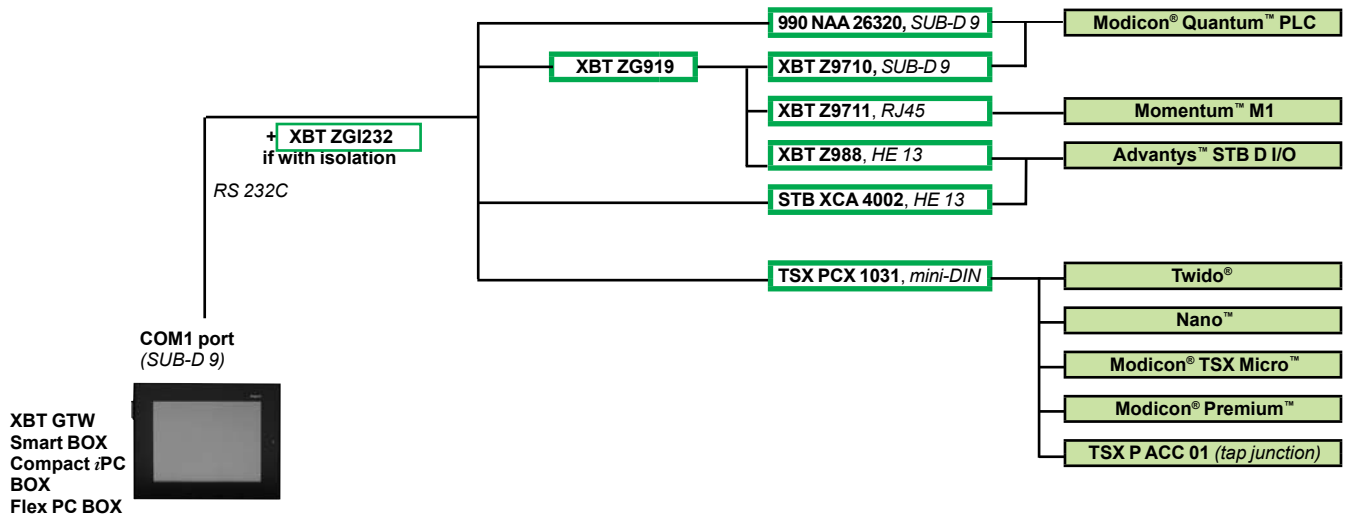 990 NAA 26320, SUB-D 9
Modicon® Quantum™ PLC
XBT ZG919
XBT Z9710, SUB-D 9
XBT Z9711, RJ45
Momentum™ M1
+ XBT ZGI232
if with isolation
XBT Z988, HE 13
Advantys™ STB D I/O
RS 232C
STB XCA 4002, HE 13
TSX PCX 1031, mini-DIN
Twido®
Nano™
COM1 port
(SUB-D 9)
Modicon® TSX Micro™
Modicon® Premium™
XBT GTW
Smart BOX
Compact iPC
BOX
Flex PC BOX
TSX P ACC 01 (tap junction)